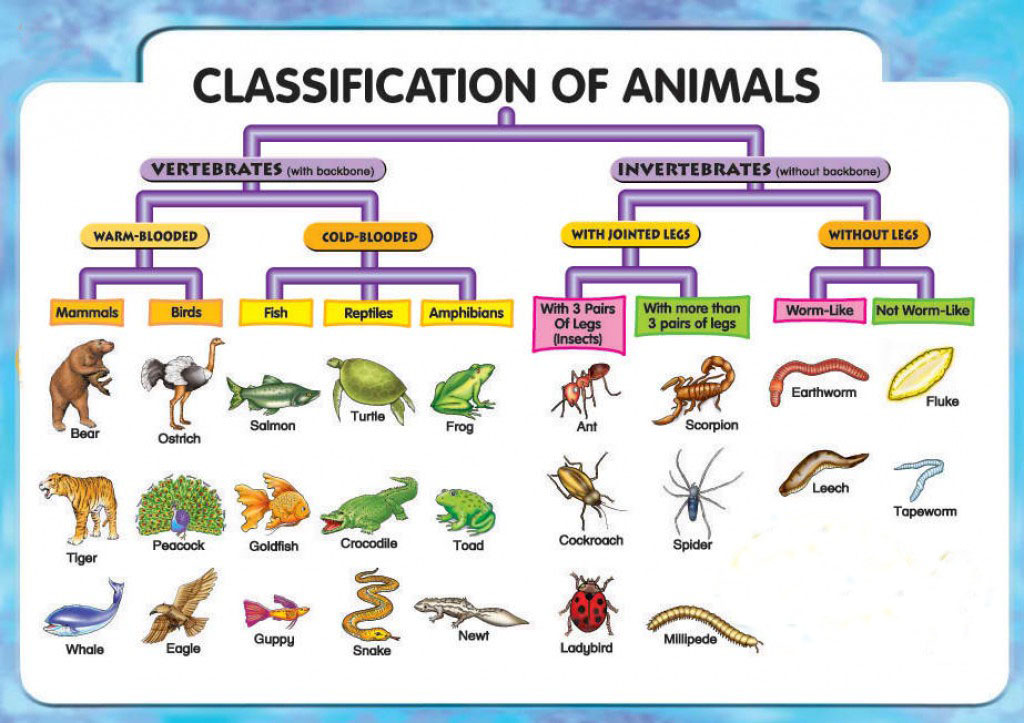 CLASSIFICATION OF ANIMALS
VERTEBRATES (with backbone)
INVERTEBRATES (without backbone)
WARM-BLOODED
COLD-BLOODED
WITH JOINTED LEGS
WITHOUT LEGS
Mammals
Birds
Fish
Reptiles
Amphibians
With 3 Pairs
Of Legs
(Insects)
With more than
3 pairs of legs
Worm-Like
Not Worm-Like
Bear
Ostrich
Salmon
Turtle
Frog
Ant
Scorpion
Earthworm
Fluke
Tiger
Peacock
Goldfish
Crocodile
Toad
Cockroach
Spider
Leech
Tapeworm
Whale
Eagle
Guppy
Snake
Newt
Ladybird
Millipede